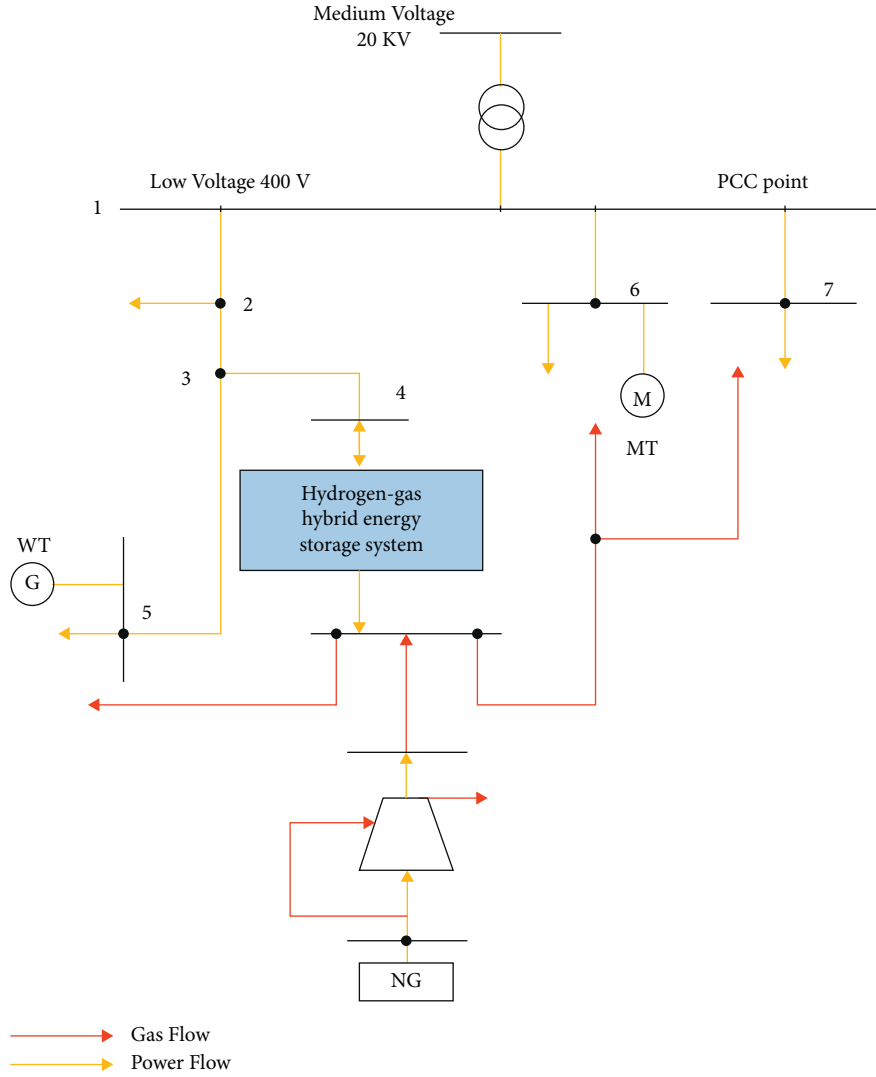 Medium Voltage
20 KV
Low Voltage 400 V
PCC point
1
2
6
7
3
4
M
MT
Hydrogen-gas
hybrid energy
storage system
WT
G
5
NG
Gas Flow
Power Flow